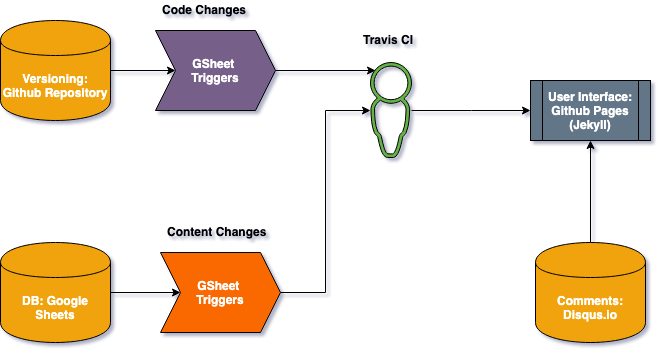 Code Changes
Travis CI
Versioning:
Github Repository
GSheet
Triggers
User Interface:
Github Pages
(Jekyll)
Content Changes
DB: Google
Sheets
GSheet
Triggers
Comments:
Disqus.io